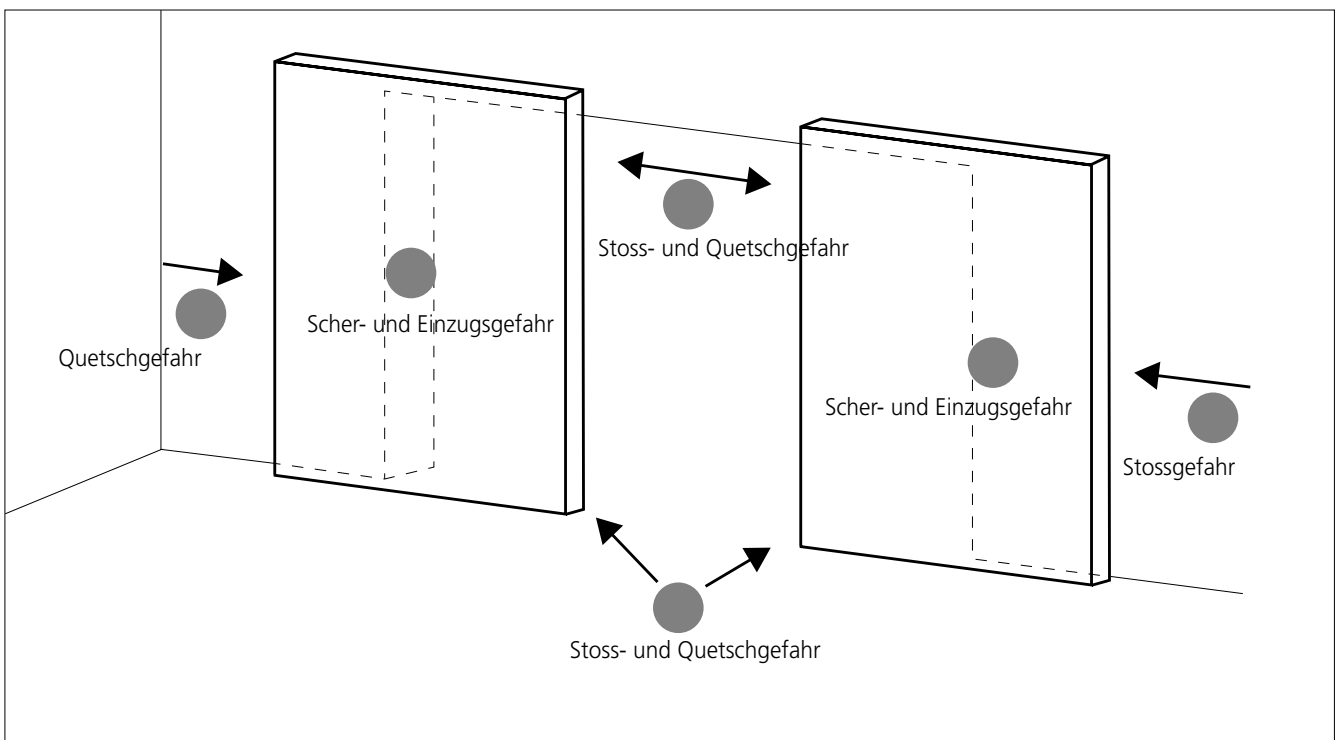 Stoss- und Quetschgefahr
Scher- und Einzugsgefahr
Quetschgefahr
Scher- und Einzugsgefahr
Stossgefahr
Stoss- und Quetschgefahr